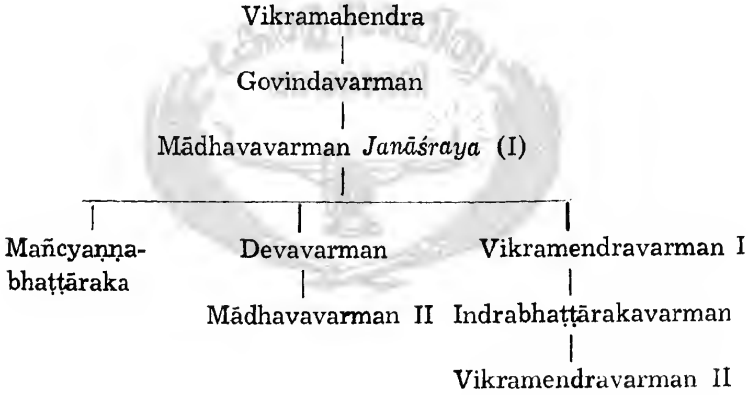 Vikramahendra
Govindavarman
Mādhavavarman Janāśraya (I)
Mañcyaṇṇa- Devavarman Vikramendravarman I
bhaṭṭāraka
Mādhavavarman II Indrabhaṭṭārakavarman
Vikramendravarman II